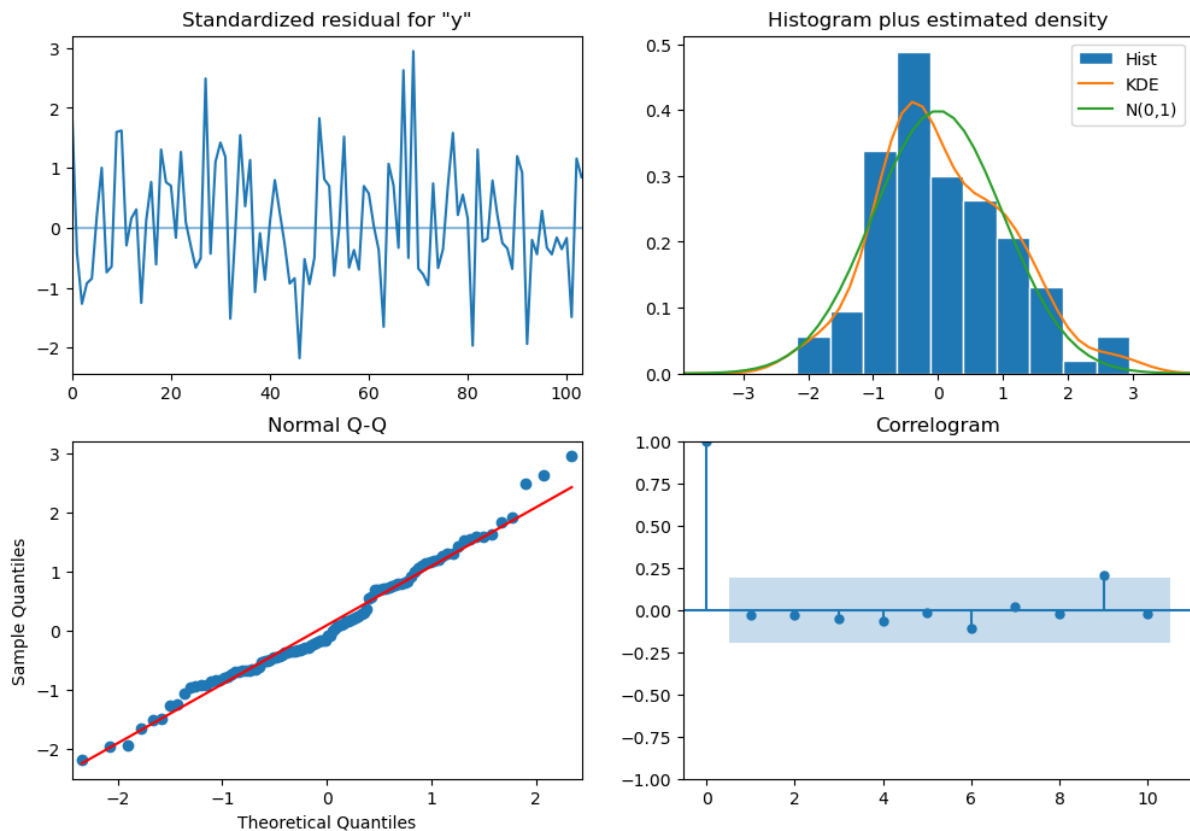 Standardized residual for "y"
3
2
1
0
−1
−2
0 20 40 60 80 100
Histogram plus estimated density
Hist
KDE
N(0,1)
0.5
0.4
0.3
0.2
0.1
0.0
−3 −2 −1 0 1 2 3
Normal Q-Q
Sample Quantiles
3
2
1
0
−1
−2
−2 −1 0 1 2
Theoretical Quantiles
Correlogram
1.00
0.75
0.50
0.25
0.00
−0.25
−0.50
−0.75
−1.00
0 2 4 6 8 10